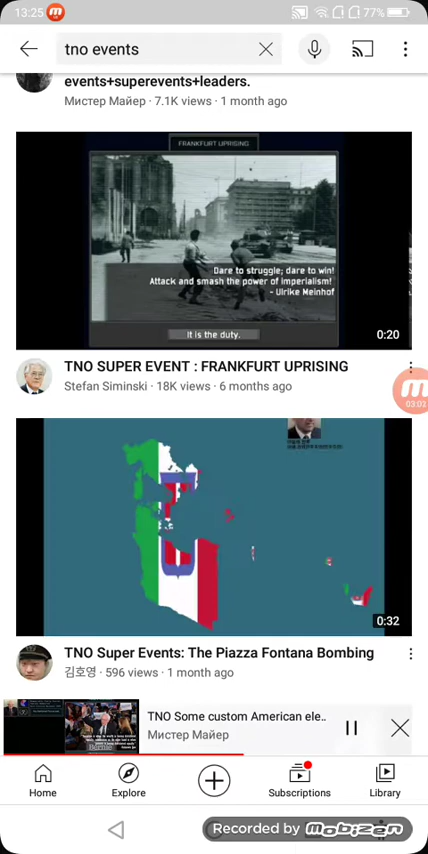 13:25
77%
tno events
events+superevents+leaders.
Мистер Майер · 7.1K views · 1 month ago
FRANKFURT UPRISING
Dare to struggle; dare to win!
Attack and smash the power of imperialism!
- Ulrike Meinhof
It is the duty.
0:20
TNO SUPER EVENT : FRANKFURT UPRISING
Stefan Siminski · 18K views · 6 months ago
03:02
0:32
TNO Super Events: The Piazza Fontana Bombing
김호영 · 596 views · 1 month ago
TNO Some custom American ele..
Мистер Майер
Bernie
Home
Explore
Subscriptions
Library
Recorded by mobizen